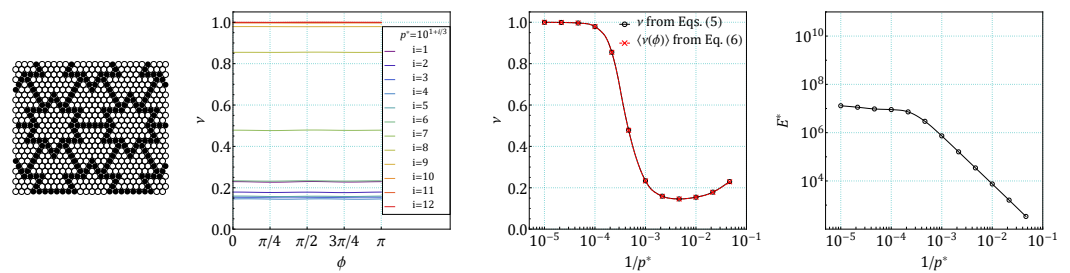 ν
1.0
0.8
0.6
0.4
0.2
0.0
0
π/4
π/2
3π/4
π
ϕ
p*=10^{1+i/3}
i=1
i=2
i=3
i=4
i=5
i=6
i=7
i=8
i=9
i=10
i=11
i=12
ν
1.0
0.8
0.6
0.4
0.2
0.0
10^{-5}
10^{-4}
10^{-3}
10^{-2}
10^{-1}
1/p*
ν from Eqs. (5)
⟨ν(ϕ)⟩ from Eq. (6)
E*
10^{10}
10^{8}
10^{6}
10^{4}
10^{-5}
10^{-4}
10^{-3}
10^{-2}
10^{-1}
1/p*